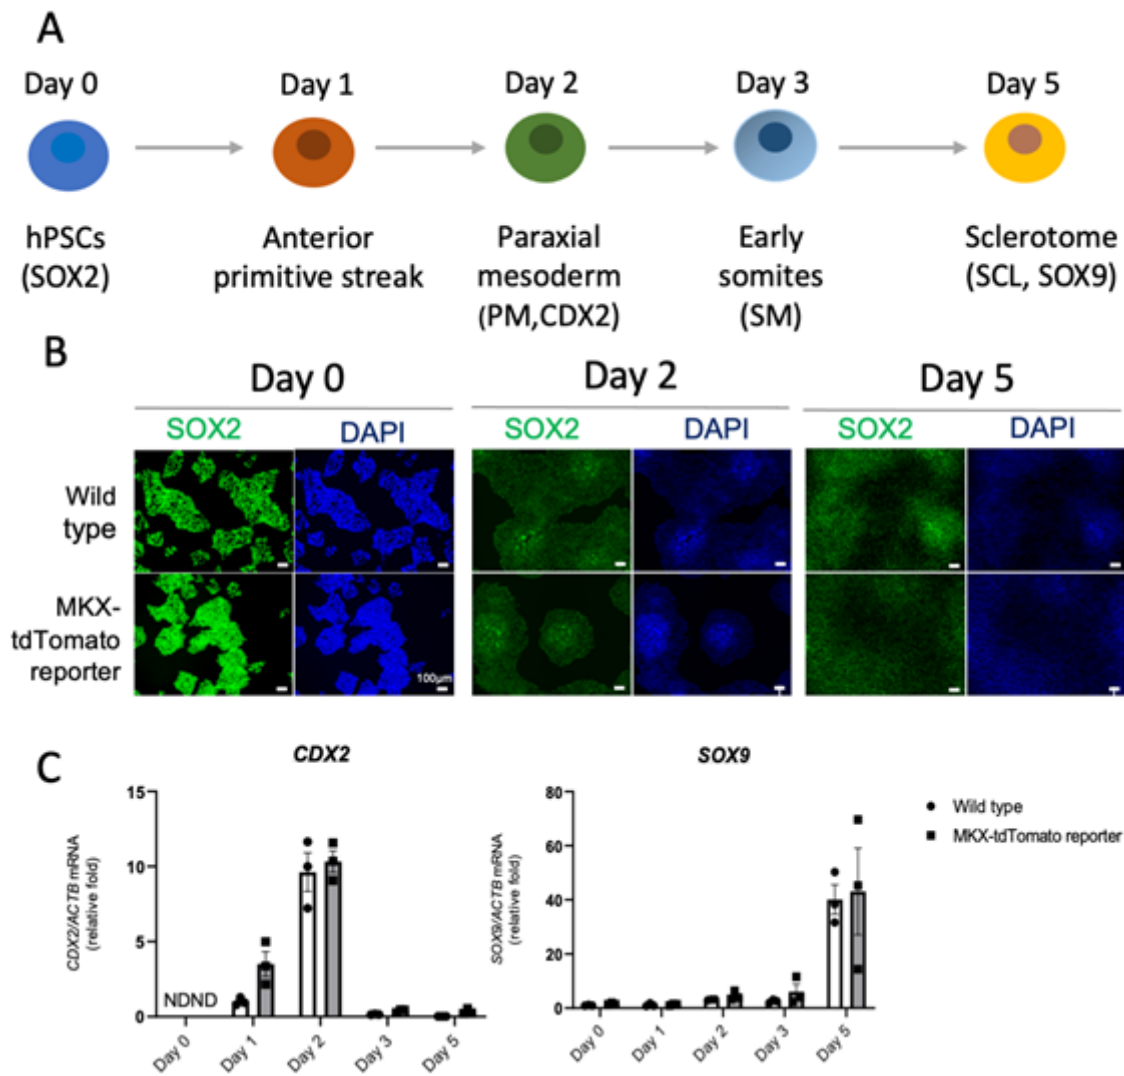 A
Day 0
Day 1
Day 2
Day 3
Day 5
hPSCs
(SOX2)
Anterior
primitive streak
Paraxial
mesoderm
(PM,CDX2)
Early
somites
(SM)
Sclerotome
(SCL, SOX9)
B
Day 0
Day 2
Day 5
SOX2
DAPI
SOX2
DAPI
SOX2
DAPI
Wild
type
MKX-
tdTomato
reporter
100μm
C
CDX2
15
10
5
0
CDX2/ACTB mRNA
(relative fold)
NDND
Day 0
Day 1
Day 2
Day 3
Day 5
SOX9
80
60
40
20
0
SOX9/ACTB mRNA
(relative fold)
Day 0
Day 1
Day 2
Day 3
Day 5
Wild type
MKX-tdTomato reporter